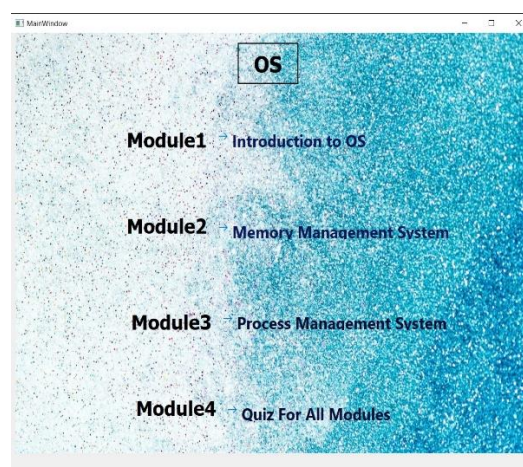 MainWindow
OS
Module1 → Introduction to OS
Module2 → Memory Management System
Module3 → Process Management System
Module4 → Quiz For All Modules